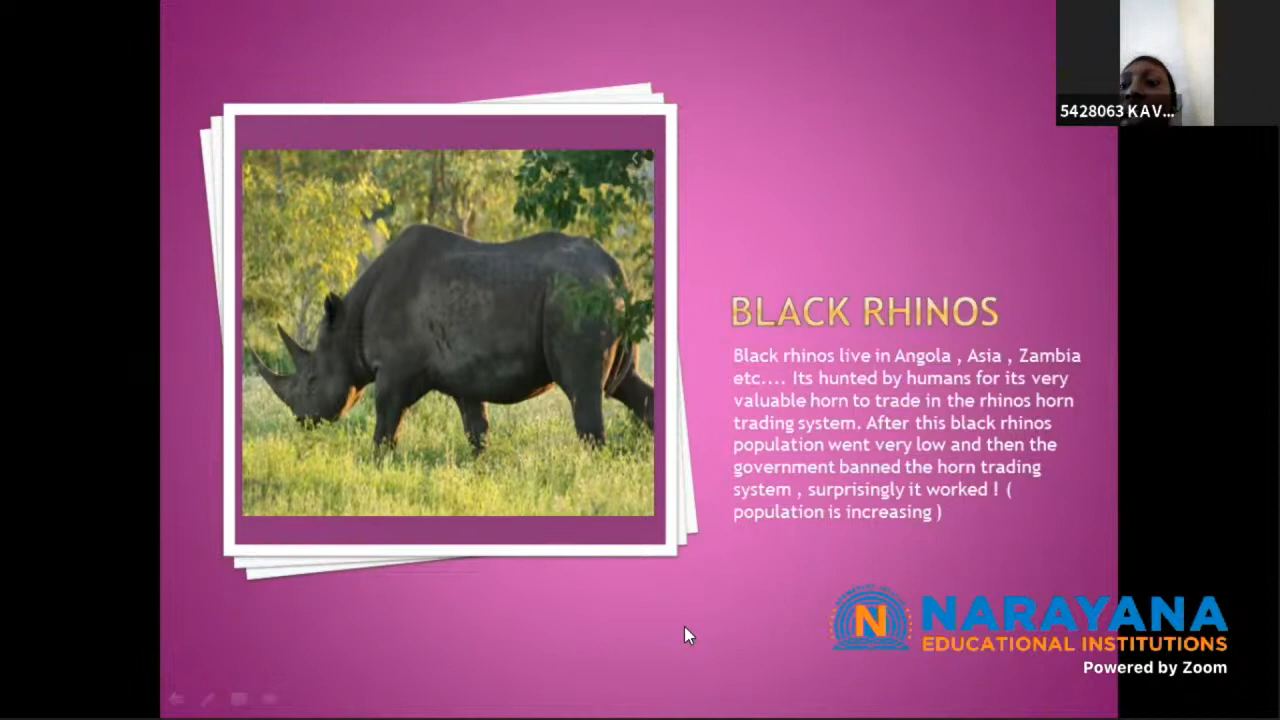 5428063 K A V...
BLACK RHINOS
Black rhinos live in Angola , Asia , Zambia
etc.... Its hunted by humans for its very
valuable horn to trade in the rhinos horn
trading system. After this black rhinos
population went very low and then the
government banned the horn trading
system , surprisingly it worked ! (
population is increasing )
N NARAYANA
EDUCATIONAL INSTITUTIONS
Powered by Zoom